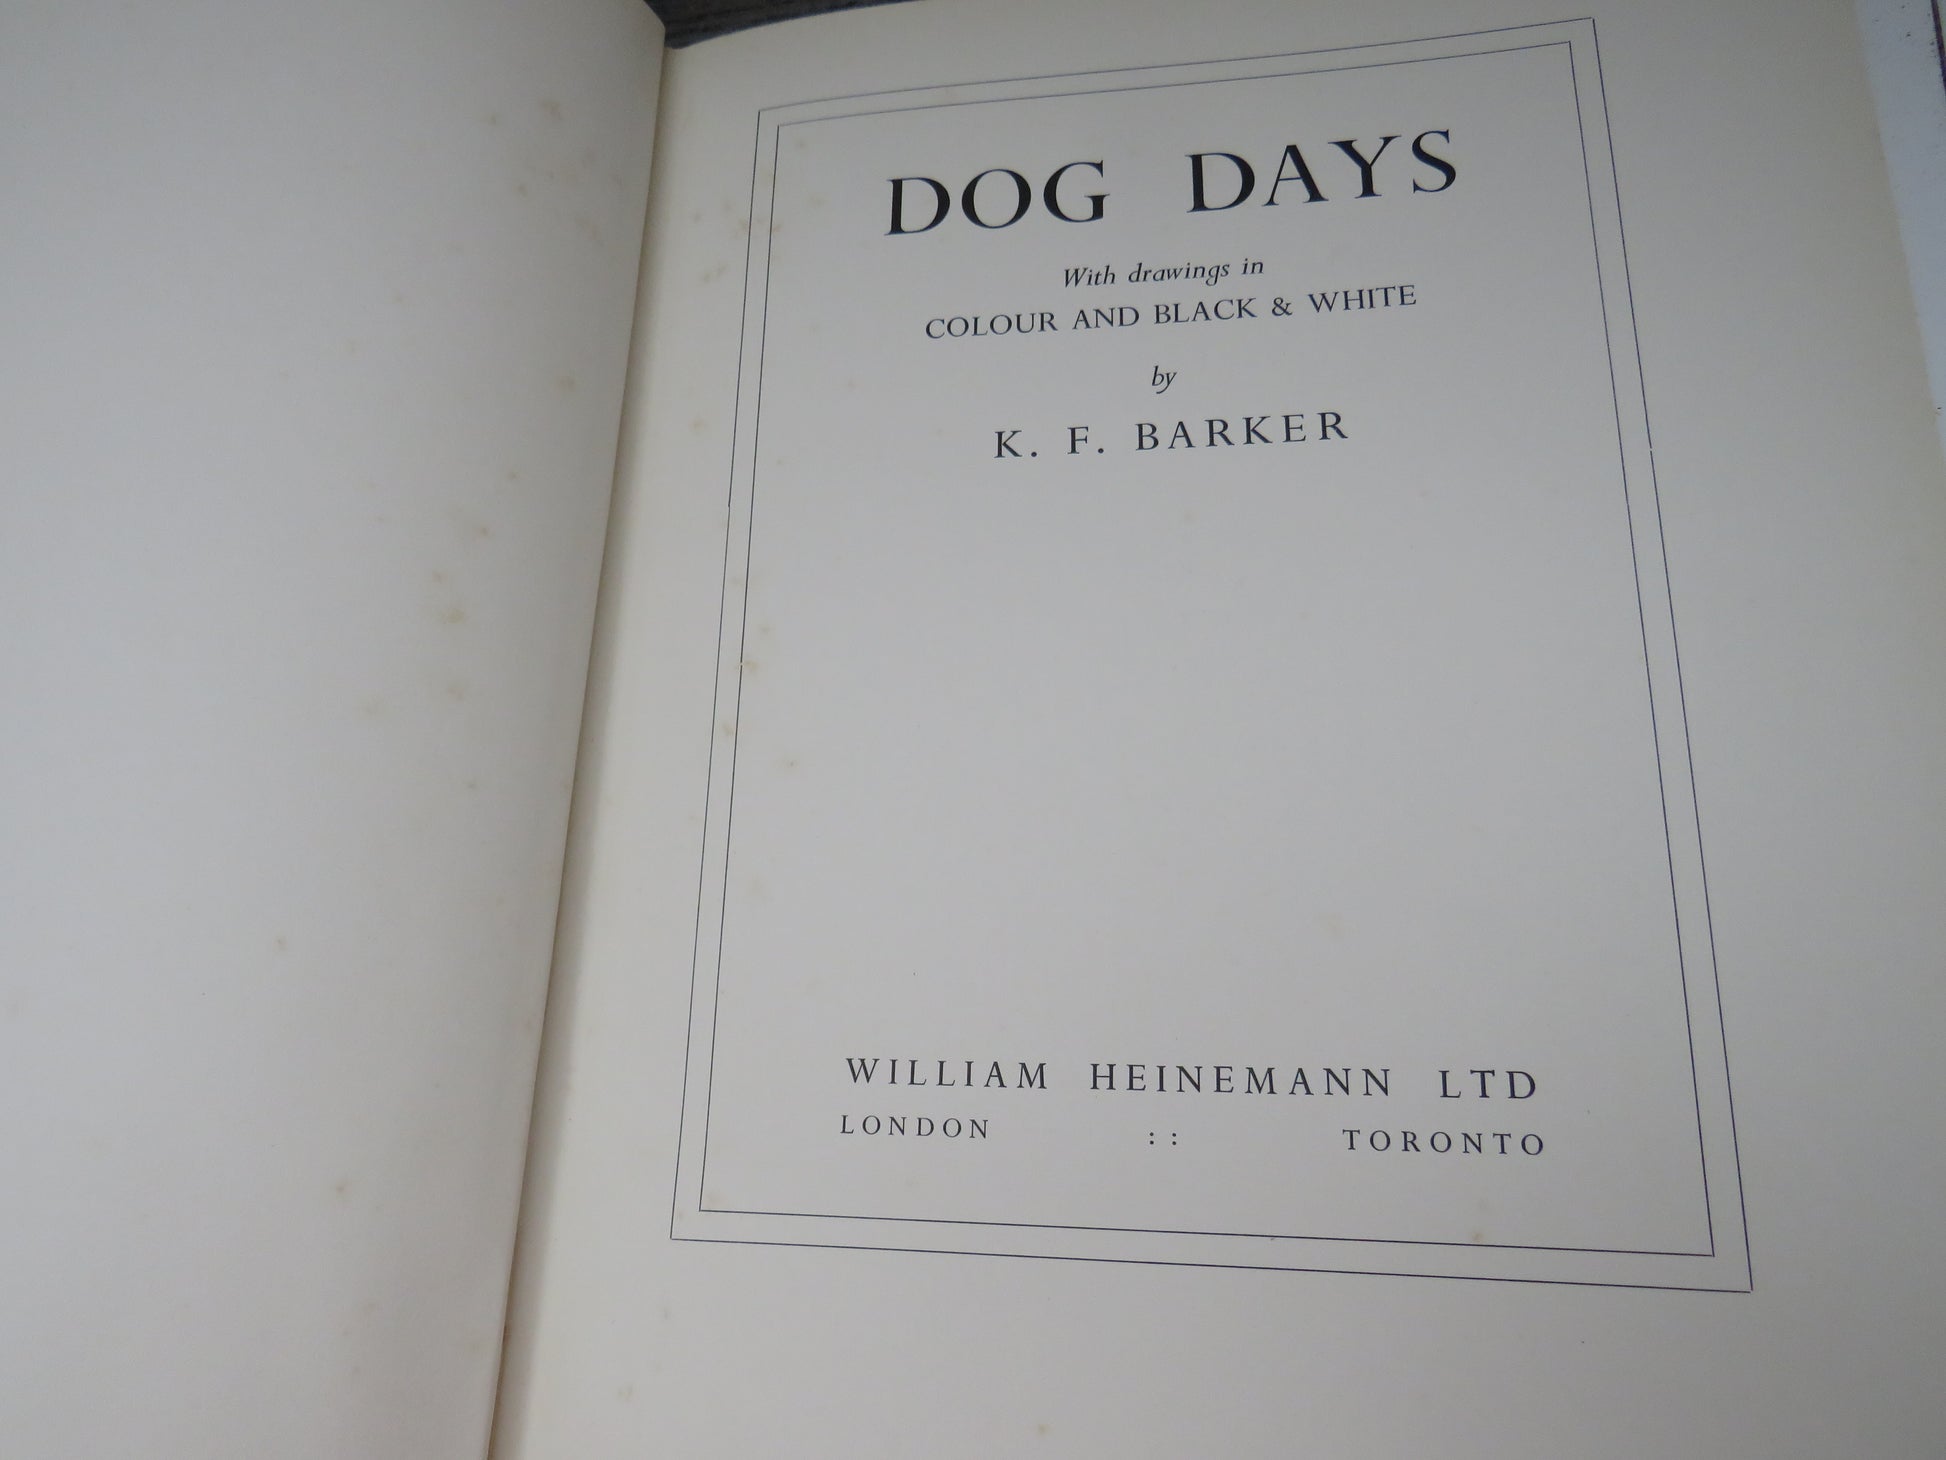 DOG DAYS
With drawings in
COLOUR AND BLACK & WHITE
by
K. F. BARKER
WILLIAM HEINEMANN LTD
LONDON :: TORONTO